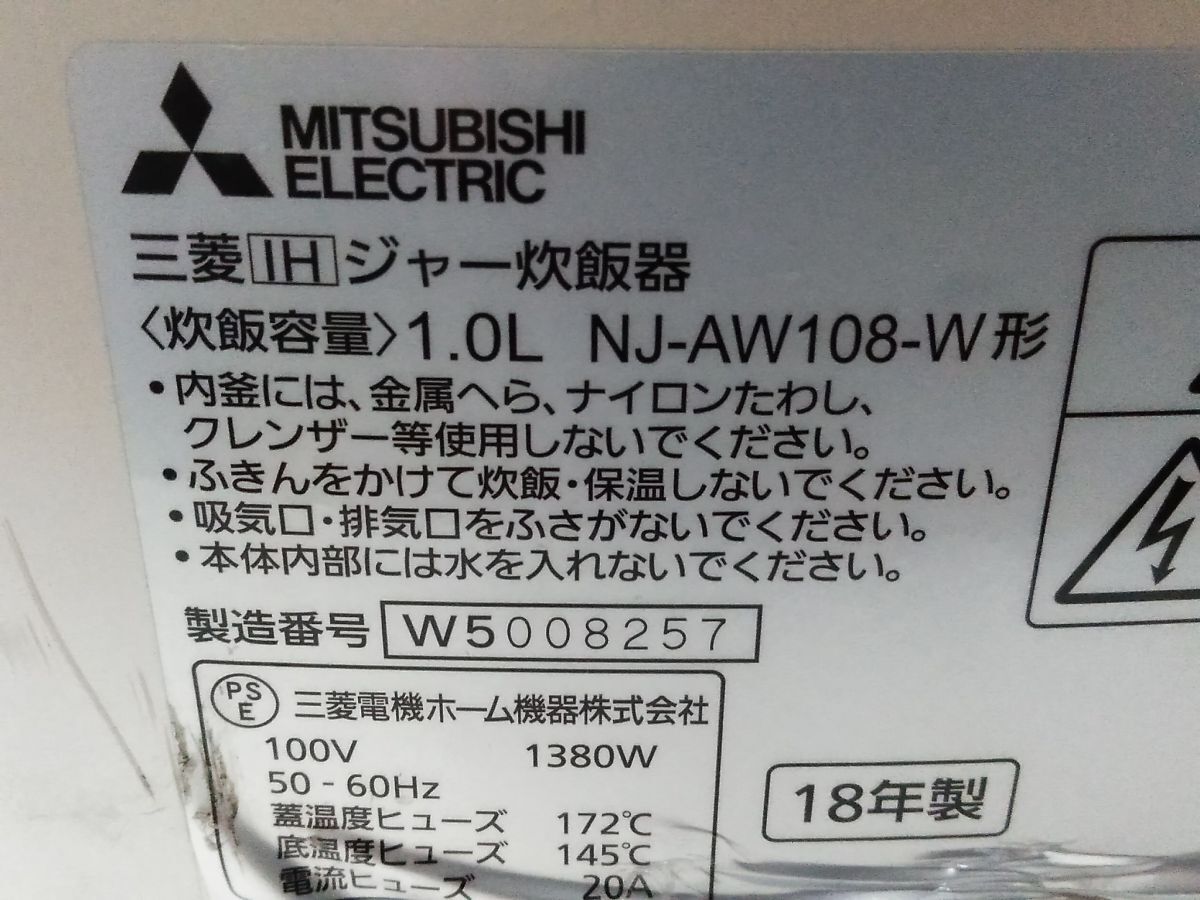 MITSUBISHI
ELECTRIC
三菱IHジャー炊飯器
〈炊飯容量〉1.0L NJ-AW108-W形
・内釜には、金属へら、ナイロンたわし、
クレンザー等使用しないでください。
・ふきんをかけて炊飯・保温しないでください。
・吸気口・排気口をふさがないでください。
・本体内部には水を入れないでください。
製造番号 W5008257
PS
E
三菱電機ホーム機器株式会社
100V 1380W
50 - 60Hz
蓋温度ヒューズ 172℃
底温度ヒューズ 145℃
電流ヒューズ 20A
18年製